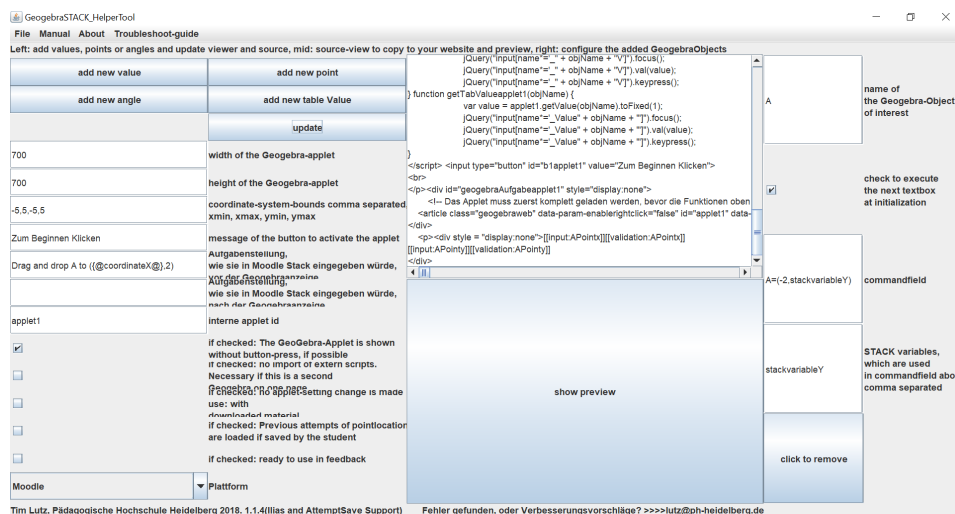 GeogebraSTACK_HelperTool
File Manual About Troubleshoot-guide
Left: add values, points or angles and update viewer and source, mid: source-view to copy to your website and preview, right: configure the added GeogebraObjects
add new value
add new point
add new angle
add new table Value
update
700
width of the Geogebra-applet
700
height of the Geogebra-applet
-5,5,-5,5
coordinate-system-bounds comma separated
xmin, xmax, ymin, ymax
Zum Beginnen Klicken
message of the button to activate the applet
Drag and drop A to ({@coordinateX@},2)
Aufgabenstellung,
wie sie in Moodle Stack eingegeben würde,
vor der Geogebraanzeige
Aufgabenstellung,
wie sie in Moodle Stack eingegeben würde,
nach der Geogebraanzeige
applet1
interne applet id
if checked: The GeoGebra-Applet is shown
without button-press, if possible
if checked: no import of extern scripts.
Necessary if this is a second
Geogebra on one page
if checked: no applet-setting change is made
use: with
downloaded material
if checked: Previous attempts of pointlocation
are loaded if saved by the student
if checked: ready to use in feedback
Moodle
Plattform
jQuery("input[name*='_" + objName + "V']").focus();
jQuery("input[name*='_" + objName + "V']").val(value);
jQuery("input[name*='_" + objName + "V']").keypress();
} function getTabValueapplet1(objName) {
var value = applet1.getValue(objName).toFixed(1);
jQuery("input[name*='_Value" + objName + "']").focus();
jQuery("input[name*='_Value" + objName + "']").val(value);
jQuery("input[name*='_Value" + objName + "']").keypress();
}
</script> <input type="button" id="b1applet1" value="Zum Beginnen Klicken">
<br>
</p><div id="geogebraAufgabeapplet1" style="display:none">
<!-- Das Applet muss zuerst komplett geladen werden, bevor die Funktionen oben
<article class="geogebraweb" data-param-enablerightclick="false" id="applet1" data-
</div>
<p><div style = "display:none">[[input:APointx]][[validation:APointx]]
[[input:APointy]][[validation:APointy]]
</div>
show preview
A
name of
the Geogebra-Object
of interest
check to execute
the next textbox
at initialization
A=(-2,stackvariableY)
commandfield
stackvariableY
STACK variables,
which are used
in commandfield abo
comma separated
click to remove
Tim Lutz, Pädagogische Hochschule Heidelberg 2018, 1.1.4(Ilias and AttemptSave Support)
Fehler gefunden, oder Verbesserungsvorschläge? >>>>lutz@ph-heidelberg.de